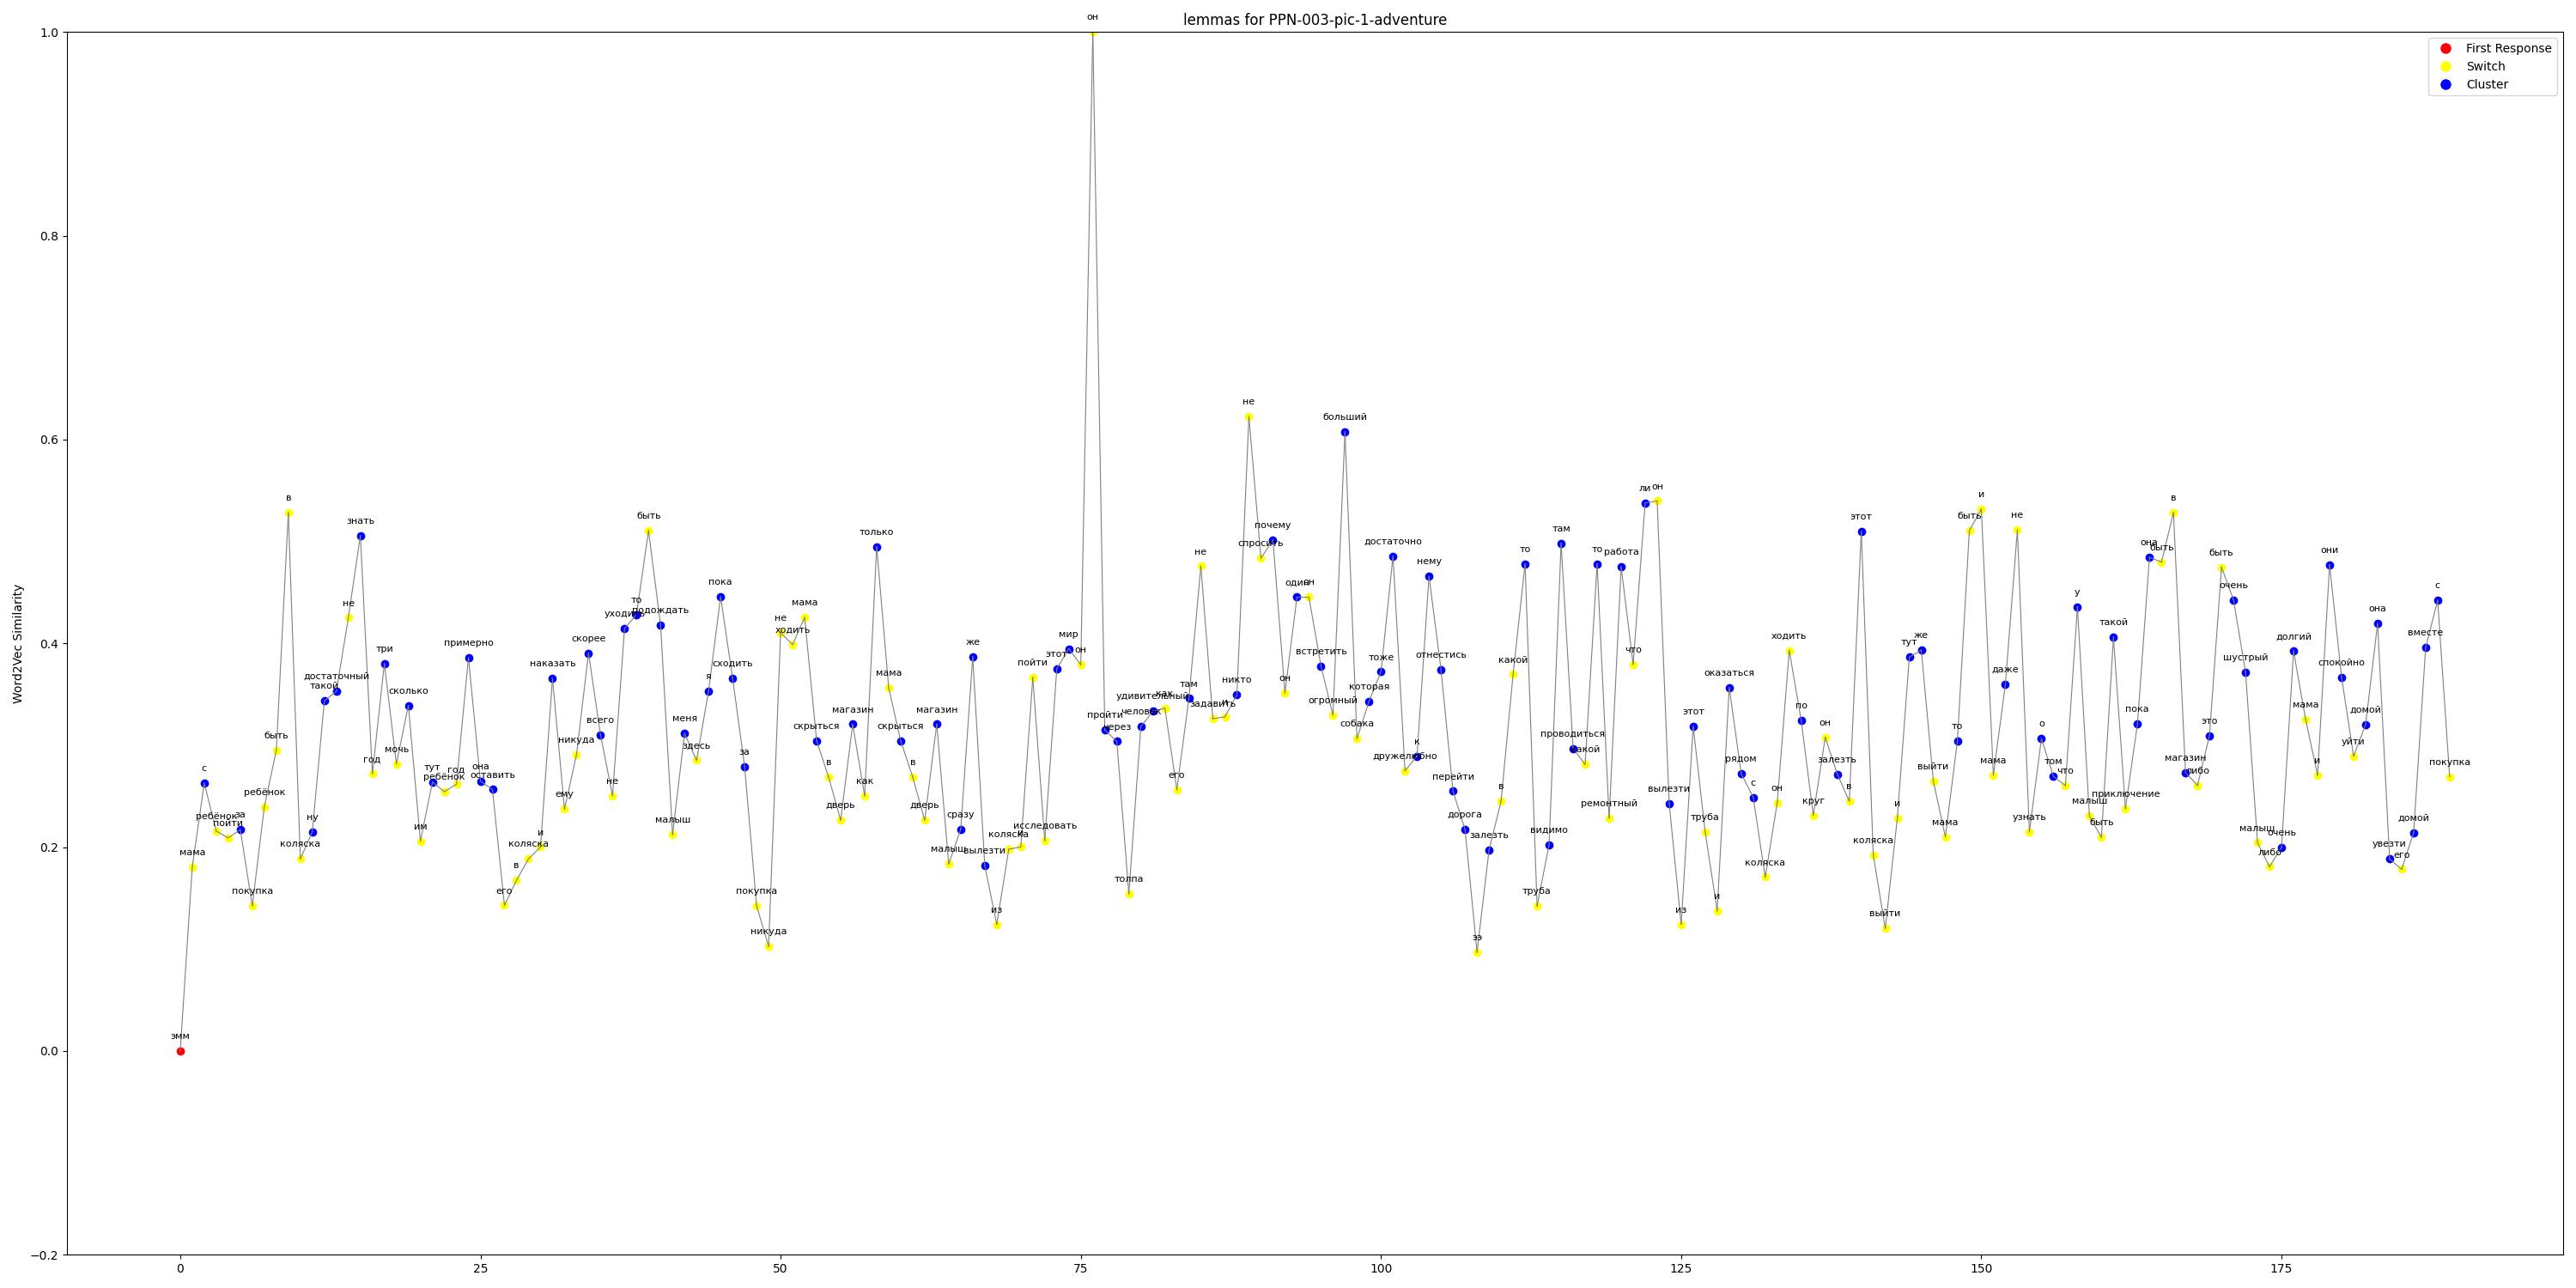 lemmas for PPN-003-pic-1-adventure
First Response
Switch
Cluster
Word2Vec Similarity
1.0
0.8
0.6
0.4
0.2
0.0
−0.2
0
25
50
75
100
125
150
175
эмм
мама
с
ребёнок
пойти
за
покупка
ребёнок
быть
в
коляска
ну
такой
достаточный
не
знать
год
три
мочь
сколько
им
тут
ребёнок
год
примерно
она
оставить
его
в
коляска
и
наказать
ему
никуда
скорее
всего
не
уходить
то
быть
подождать
малыш
меня
здесь
я
пока
сходить
за
покупка
никуда
не
ходить
мама
скрыться
в
дверь
магазин
как
только
мама
скрыться
в
дверь
магазин
малыш
сразу
же
вылезти
из
коляска
и
пойти
исследовать
этот
мир
он
он
пройти
через
толпа
человек
удивительный
как
его
там
не
задавить
и
никто
не
спросить
почему
он
один
он
встретить
огромный
больший
собака
которая
тоже
достаточно
дружелюбно
к
нему
отнестись
перейти
дорога
ээ
залезть
в
какой
то
труба
видимо
там
проводиться
какой
то
ремонтный
работа
что
ли
он
вылезти
из
этот
труба
и
оказаться
рядом
с
коляска
он
ходить
по
круг
он
залезть
в
этот
коляска
выйти
и
тут
же
выйти
мама
то
быть
и
мама
даже
не
узнать
о
том
что
у
малыш
быть
такой
приключение
пока
она
быть
в
магазин
либо
это
быть
очень
шустрый
малыш
либо
очень
долгий
мама
и
они
спокойно
уйти
домой
она
увезти
его
домой
вместе
с
покупка